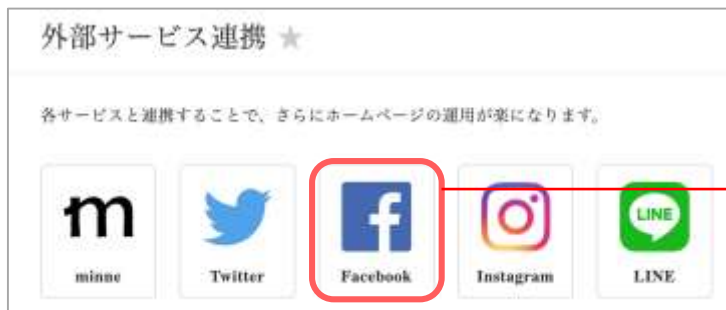 外部サービス連携 ★
各サービスと連携することで、さらにホームページの運用が楽になります。
m
f
LINE
minne
Twitter
Facebook
Instagram
LINE